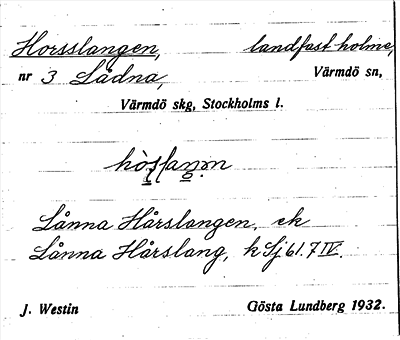 Horsslangen, landfast holme,
nr 3 Lådna, Värmdö sn,
Värmdö skg, Stockholms l.
Lånna Hårslangen, ek
Lånna Hårslang, k Sj 61.7 IV.
J. Westin Gösta Lundberg 1932.